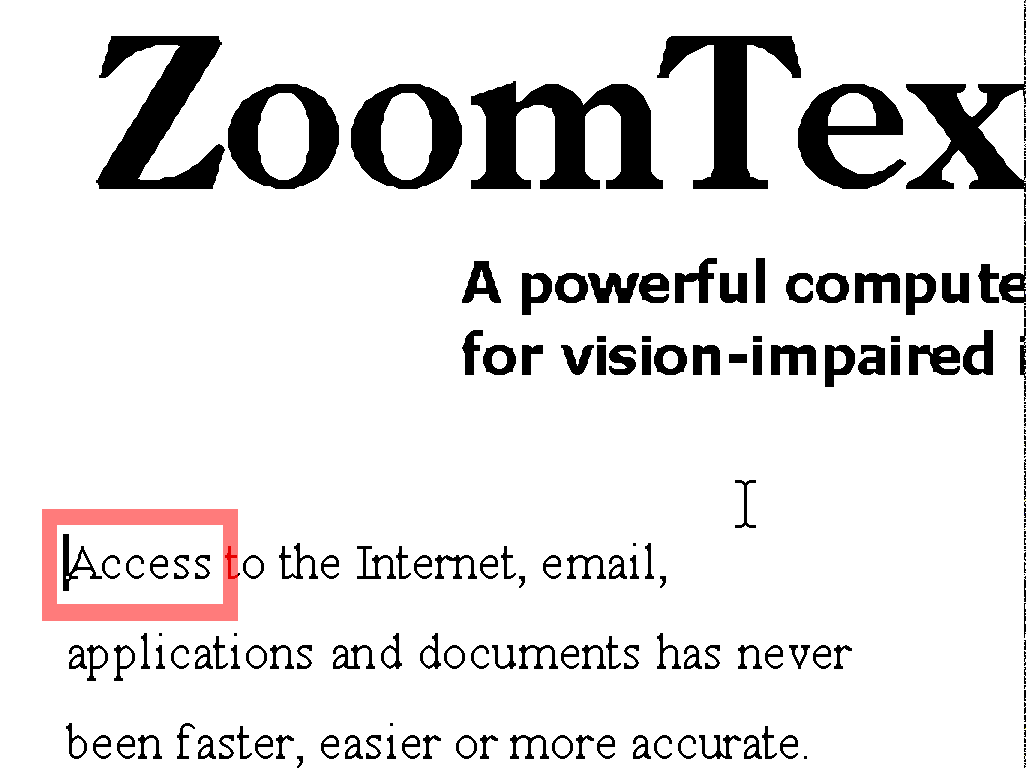 ZoomTex
A powerful compute
for vision-impaired
Access to the Internet, email,
applications and documents has never
been faster, easier or more accurate.